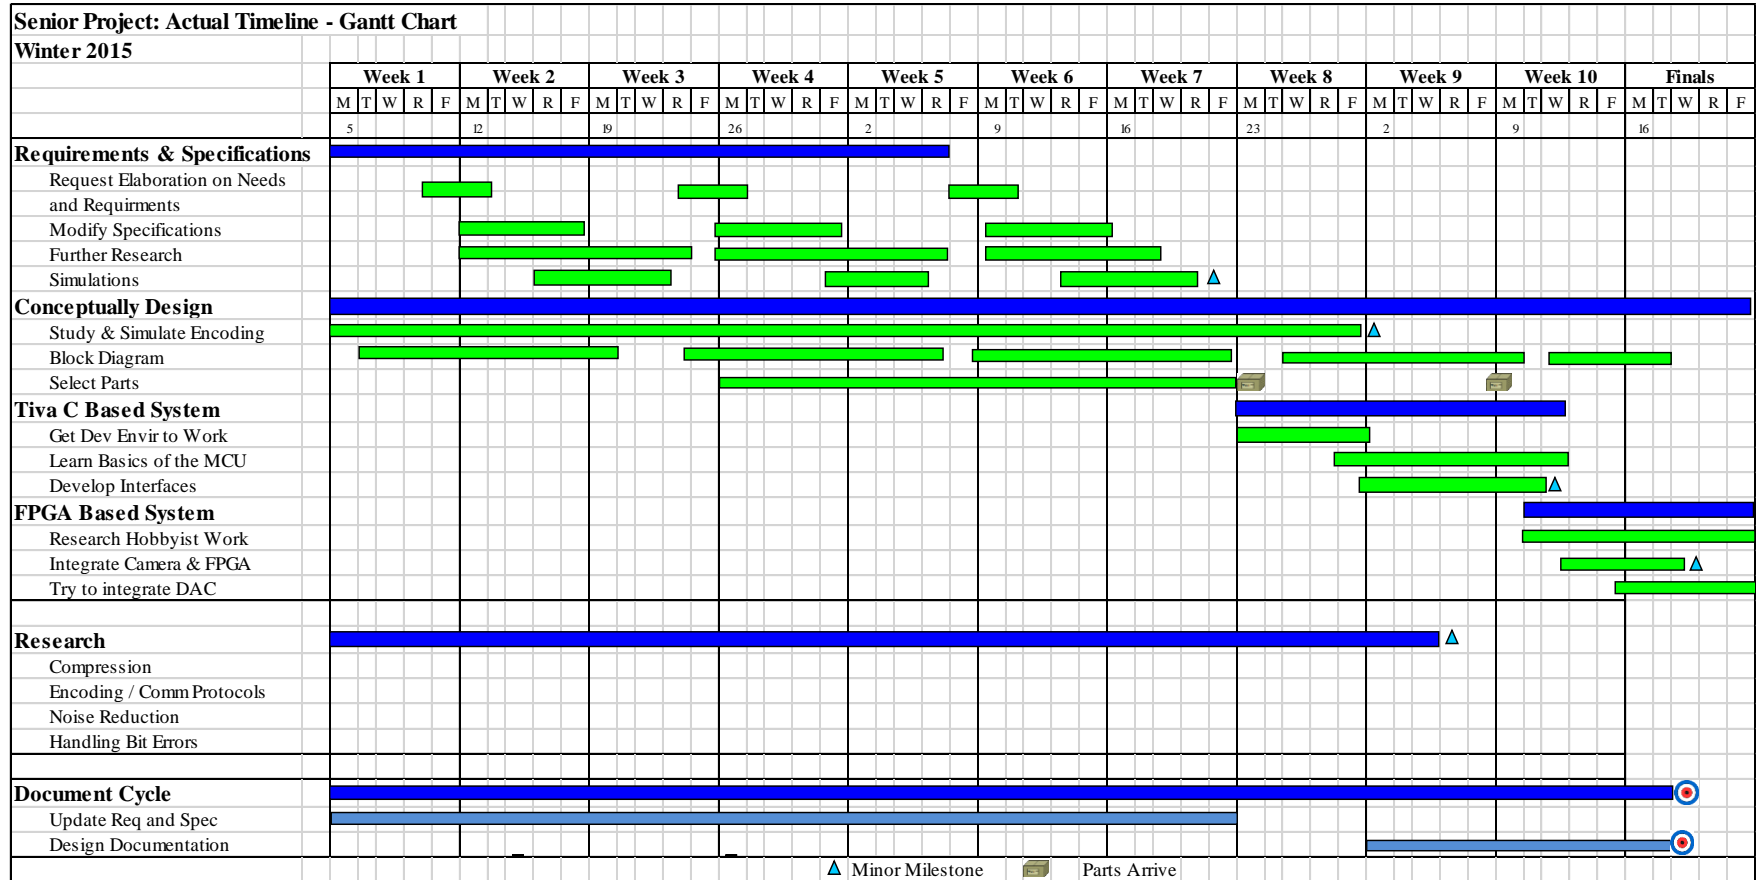 Senior Project: Actual Timeline - Gantt Chart
Winter 2015
Week 1 Week 2 Week 3 Week 4 Week 5 Week 6 Week 7 Week 8 Week 9 Week 10 Finals
M T W R F M T W R F M T W R F M T W R F M T W R F M T W R F M T W R F M T W R F M T W R F M T W R F M T W R F
5 12 19 26 2 9 16 23 2 9 16
Requirements & Specifications
Request Elaboration on Needs
and Requirments
Modify Specifications
Further Research
Simulations
Conceptually Design
Study & Simulate Encoding
Block Diagram
Select Parts
Tiva C Based System
Get Dev Envir to Work
Learn Basics of the MCU
Develop Interfaces
FPGA Based System
Research Hobbyist Work
Integrate Camera & FPGA
Try to integrate DAC
Research
Compression
Encoding / Comm Protocols
Noise Reduction
Handling Bit Errors
Document Cycle
Update Req and Spec
Design Documentation
Minor Milestone Parts Arrive